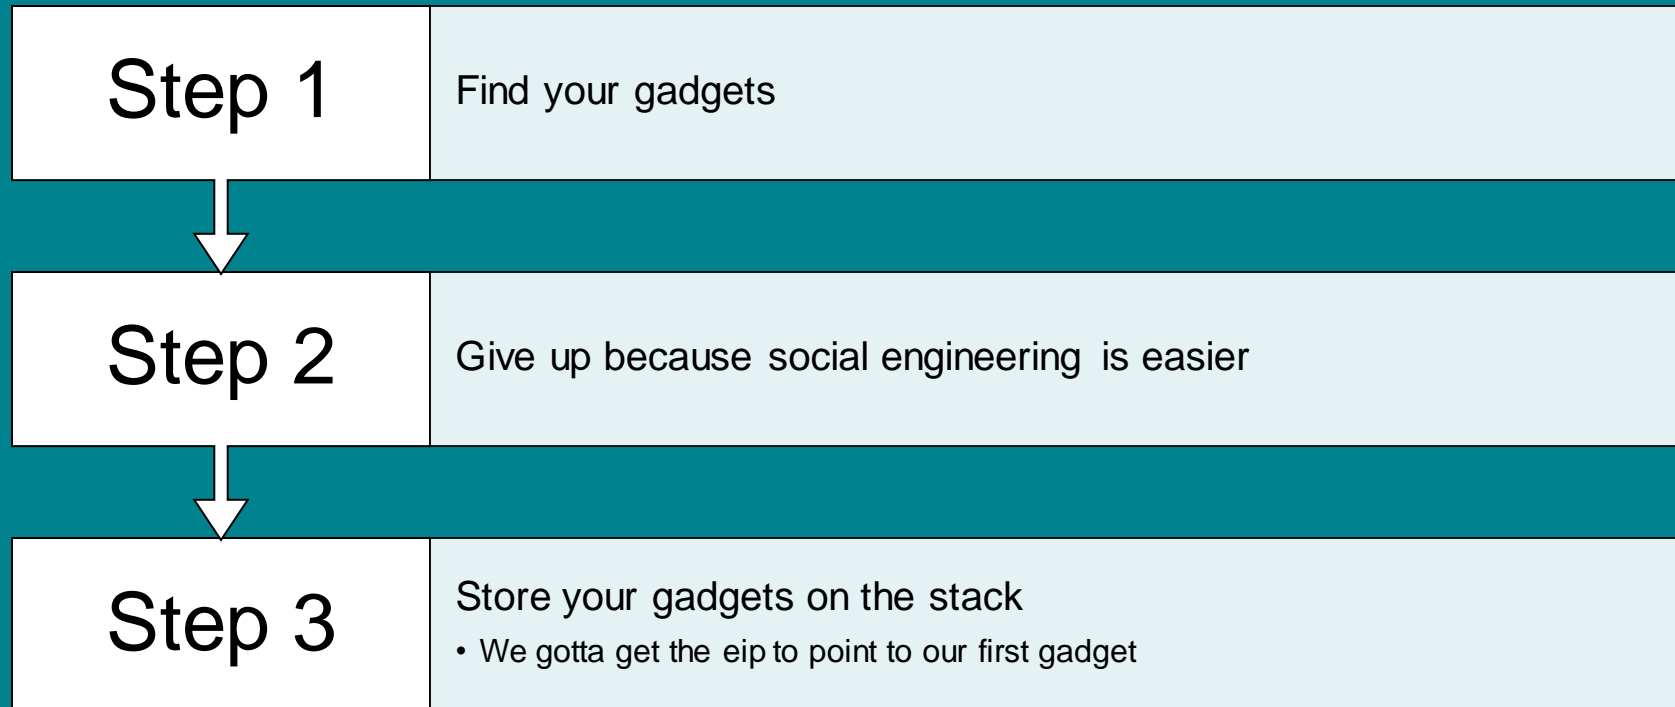 Step 1
Find your gadgets
Step 2
Give up because social engineering is easier
Step 3
Store your gadgets on the stack
• We gotta get the eip to point to our first gadget